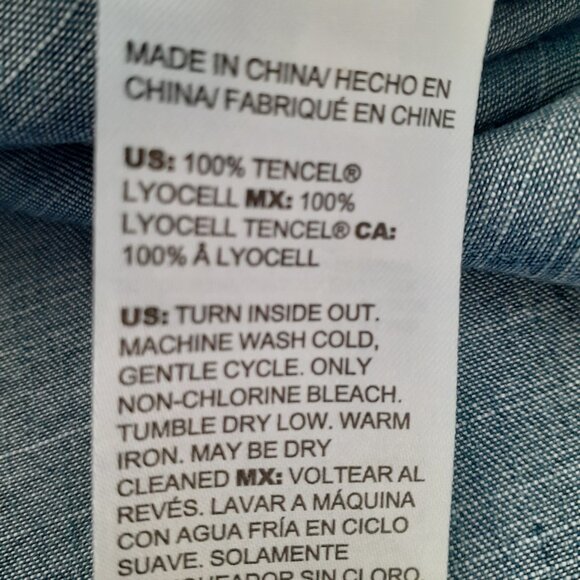 MADE IN CHINA/ HECHO EN
CHINA/ FABRIQUÉ EN CHINE
US: 100% TENCEL®
LYOCELL MX: 100%
LYOCELL TENCEL® CA:
100% Â LYOCELL
US: TURN INSIDE OUT.
MACHINE WASH COLD,
GENTLE CYCLE. ONLY
NON-CHLORINE BLEACH.
TUMBLE DRY LOW. WARM
IRON. MAY BE DRY
CLEANED MX: VOLTEAR AL
REVÉS. LAVAR A MÁQUINA
CON AGUA FRÍA EN CICLO
SUAVE. SOLAMENTE
SIN CLORO